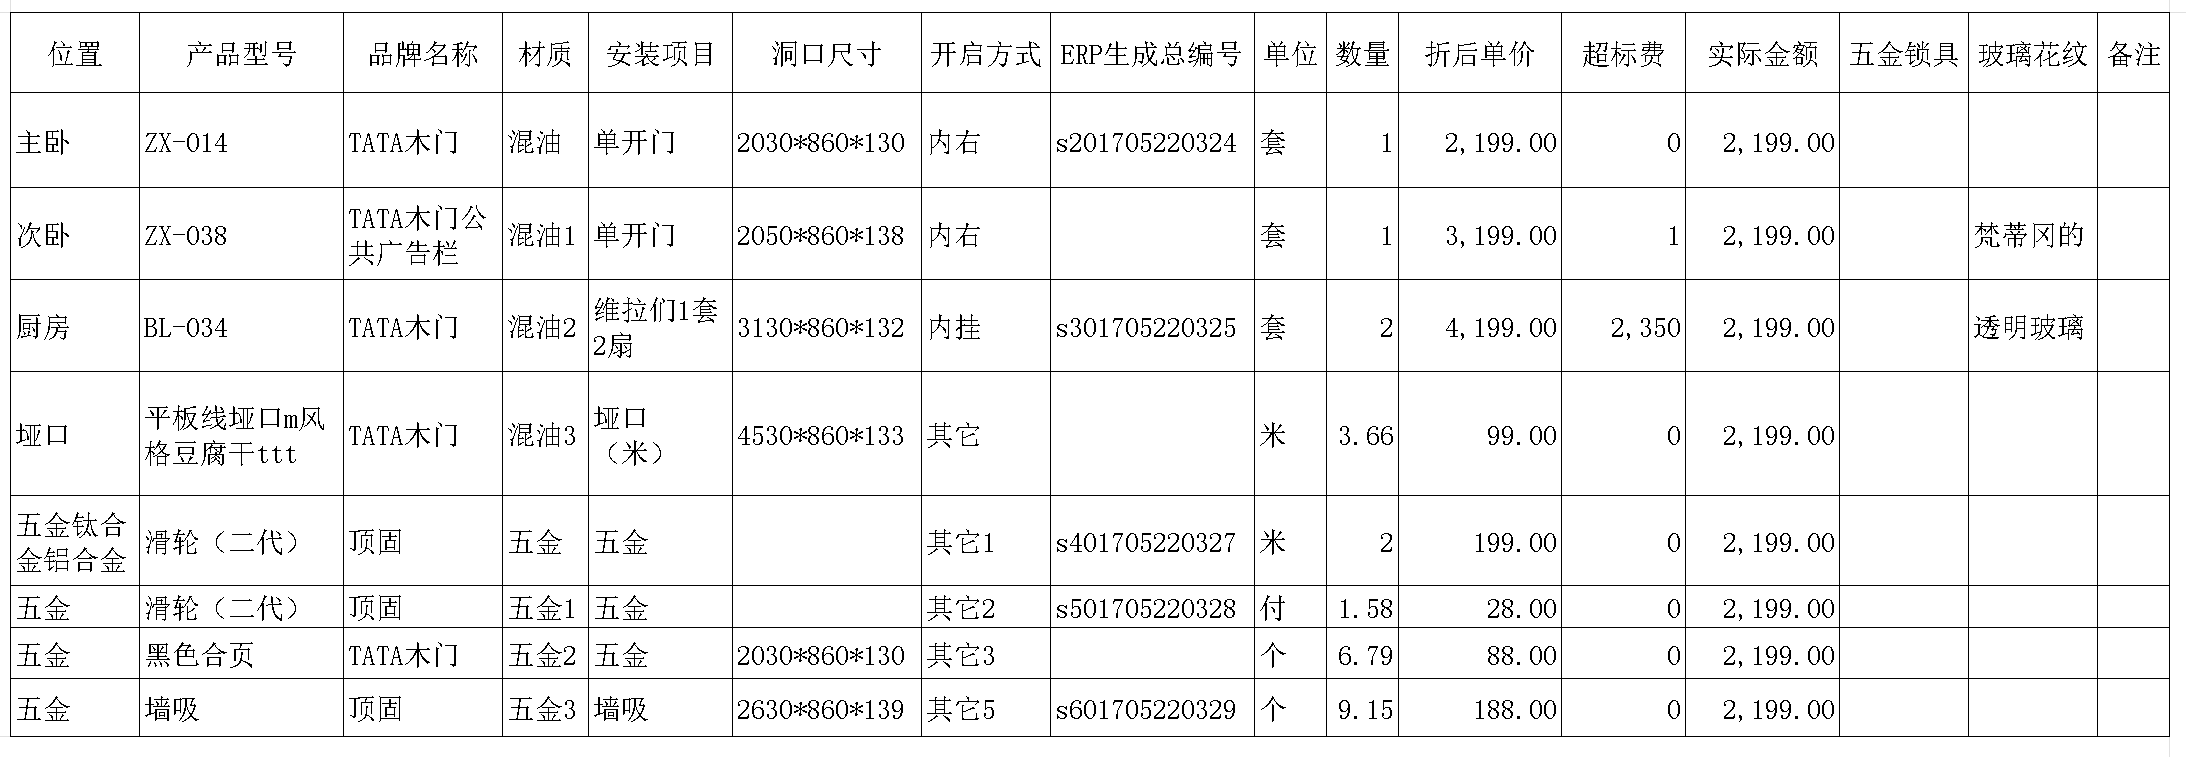 位置 产品型号 品牌名称 材质 安装项目 洞口尺寸 开启方式 ERP生成总编号 单位 数量 折后单价 超标费 实际金额 五金锁具 玻璃花纹 备注
主卧 ZX-014 TATA木门 混油 单开门 2030*860*130 内右 s201705220324 套 1 2,199.00 0 2,199.00
次卧 ZX-038 TATA木门公
共广告栏 混油1 单开门 2050*860*138 内右 套 1 3,199.00 1 2,199.00 梵蒂冈的
厨房 BL-034 TATA木门 混油2 维拉们1套
2扇 3130*860*132 内挂 s301705220325 套 2 4,199.00 2,350 2,199.00 透明玻璃
垭口 平板线垭口m风
格豆腐干ttt TATA木门 混油3 垭口
（米） 4530*860*133 其它 米 3.66 99.00 0 2,199.00
五金钛合
金铝合金 滑轮（二代） 顶固 五金 五金 其它1 s401705220327 米 2 199.00 0 2,199.00
五金 滑轮（二代） 顶固 五金1 五金 其它2 s501705220328 付 1.58 28.00 0 2,199.00
五金 黑色合页 TATA木门 五金2 五金 2030*860*130 其它3 个 6.79 88.00 0 2,199.00
五金 墙吸 顶固 五金3 墙吸 2630*860*139 其它5 s601705220329 个 9.15 188.00 0 2,199.00